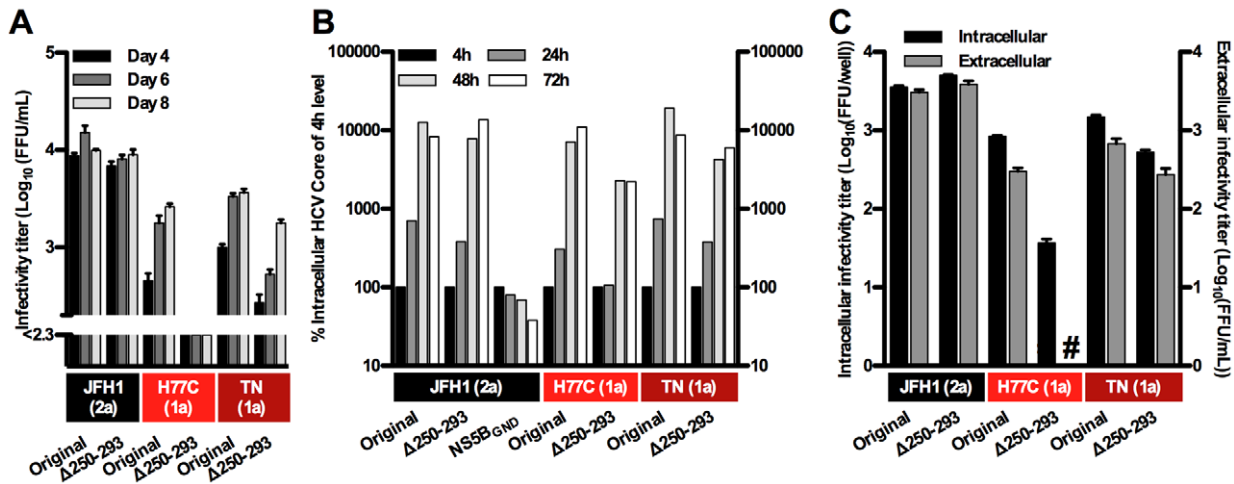 A
Infectivity titer (Log10 (FFU/mL)
5
4
3
<2.3
Day 4
Day 6
Day 8
JFH1 (2a)
H77C (1a)
TN (1a)
Original
Δ250-293
Original
Δ250-293
Original
Δ250-293
B
% Intracellular HCV Core of 4h level
100000
10000
1000
100
10
4h
24h
48h
72h
100000
10000
1000
100
10
JFH1 (2a)
H77C (1a)
TN (1a)
Original
Δ250-293
NS5BGND
Original
Δ250-293
Original
Δ250-293
C
Intracellular infectivity titer (Log10(FFU/well))
4
3
2
1
0
Intracellular
Extracellular
#
4
3
2
1
0
Extracellular infectivity titer (Log10(FFU/mL))
JFH1 (2a)
H77C (1a)
TN (1a)
Original
Δ250-293
Original
Δ250-293
Original
Δ250-293